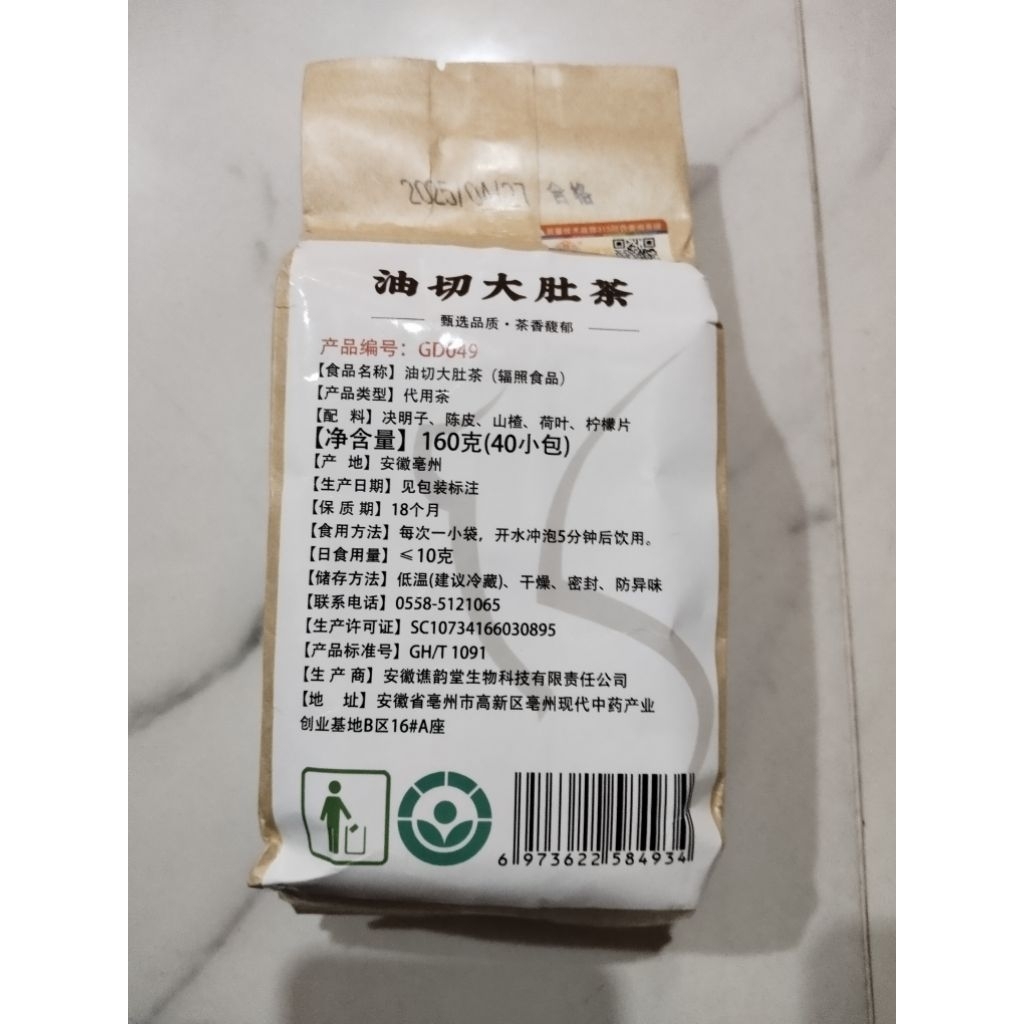 2025/04/27 合格
油切大肚茶
甄选品质·茶香馥郁
产品编号：GD049
【食品名称】油切大肚茶（辐照食品）
【产品类型】代用茶
【配 料】决明子、陈皮、山楂、荷叶、柠檬片
【净含量】160克(40小包)
【产 地】安徽亳州
【生产日期】见包装标注
【保 质 期】18个月
【食用方法】每次一小袋，开水冲泡5分钟后饮用。
【日食用量】≤10克
【储存方法】低温(建议冷藏)、干燥、密封、防异味
【联系电话】0558-5121065
【生产许可证】SC10734166030895
【产品标准号】GH/T 1091
【生 产 商】安徽谯韵堂生物科技有限责任公司
【地 址】安徽省亳州市高新区亳州现代中药产业
创业基地B区16#A座
6 973622 584934